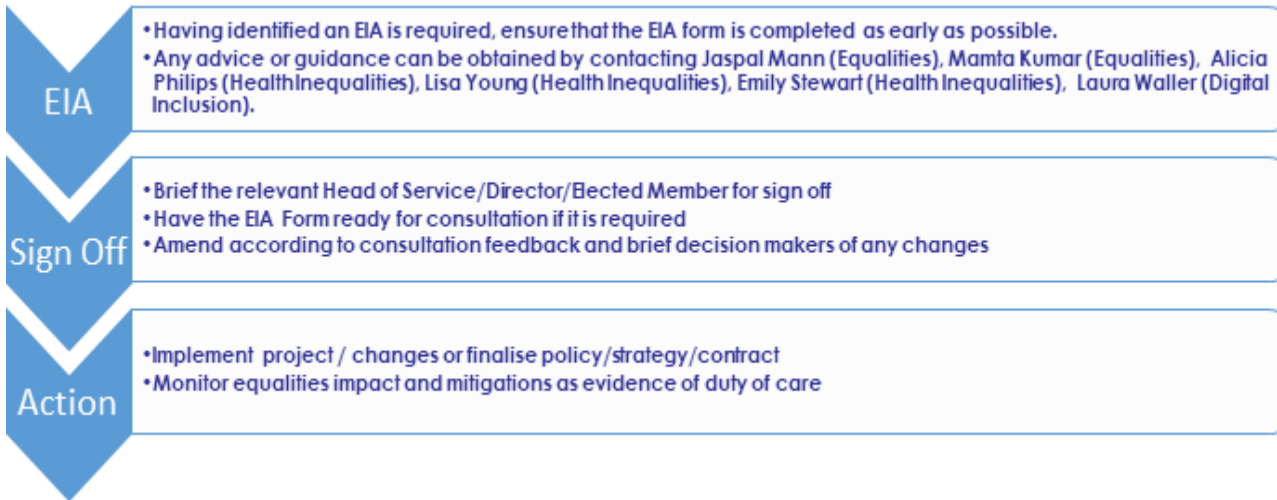 EIA
•Having identified an EIA is required, ensure that the EIA form is completed as early as possible.
•Any advice or guidance can be obtained by contacting Jaspal Mann (Equalities), Mamta Kumar (Equalities), Alicia
Philips (Health Inequalities), Lisa Young (Health Inequalities), Emily Stewart (Health Inequalities), Laura Waller (Digital
Inclusion).
Sign Off
•Brief the relevant Head of Service/Director/Elected Member for sign off
•Have the EIA Form ready for consultation if it is required
•Amend according to consultation feedback and brief decision makers of any changes
Action
•Implement project / changes or finalise policy/strategy/contract
•Monitor equalities impact and mitigations as evidence of duty of care